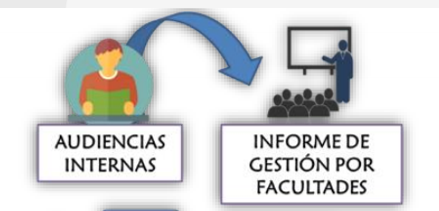 AUDIENCIAS
INTERNAS
INFORME DE
GESTIÓN POR
FACULTADES